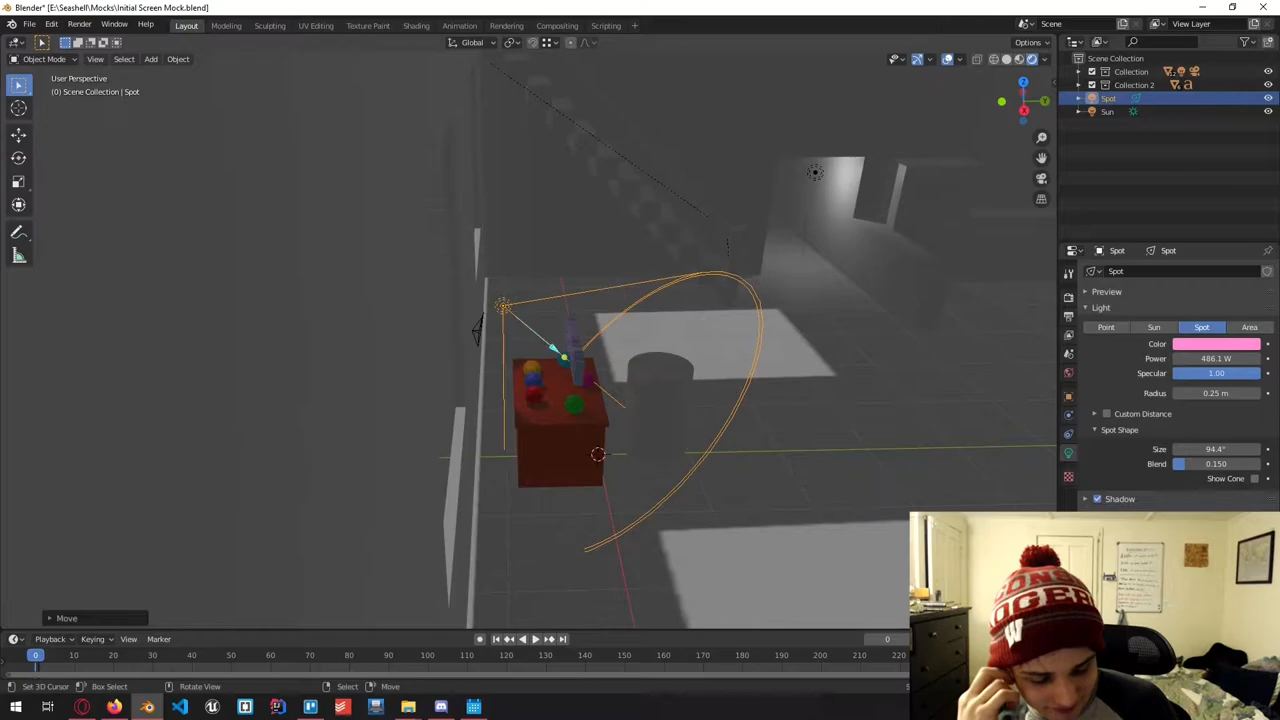 Blender* [E:\Seashell\Mocks\Initial Screen Mock.blend]
File Edit Render Window Help Layout Modeling Sculpting UV Editing Texture Paint Shading Animation Rendering Compositing Scripting + Scene View Layer
Global Options
Object Mode View Select Add Object
User Perspective
(0) Scene Collection | Spot
Z
Y
X
Scene Collection
Collection
Collection 2
Spot
Sun
Spot Spot
Spot
Preview
Light
Point Sun Spot Area
Color
Power 486.1 W
Specular 1.00
Radius 0.25 m
Custom Distance
Spot Shape
Size 94.4°
Blend 0.150
Show Cone
Shadow
Move
Playback Keying View Marker 0
0 10 20 30 40 50 60 70 80 90 100 110 120 130 140 150 160 170 180 190 200 210 220
Set 3D Cursor Box Select Rotate View Select Move
W